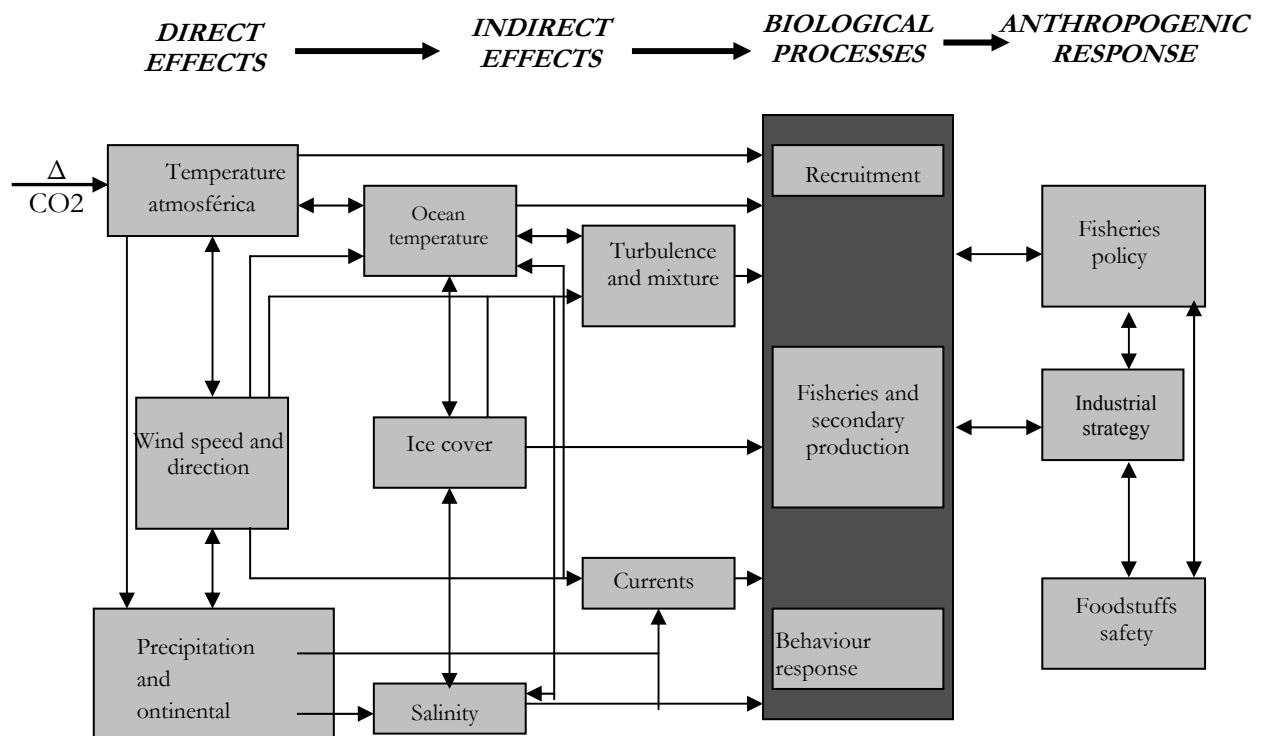 DIRECT
EFFECTS
INDIRECT
EFFECTS
BIOLOGICAL
PROCESSES
ANTHROPOGENIC
RESPONSE
Δ
CO2
Temperature
atmosférica
Ocean
temperature
Turbulence
and mixture
Wind speed and
direction
Ice cover
Currents
Precipitation
and
ontinental
Salinity
Recruitment
Fisheries and
secondary
production
Behaviour
response
Fisheries
policy
Industrial
strategy
Foodstuffs
safety